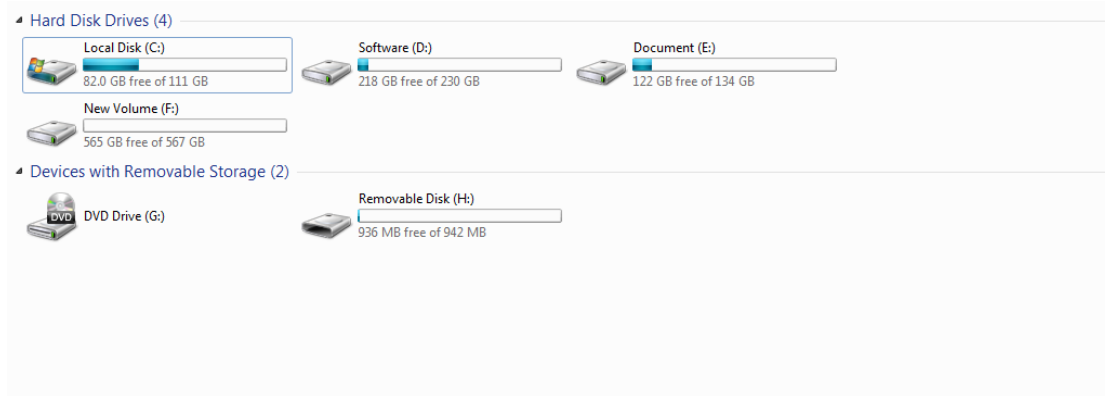 Hard Disk Drives (4)
Local Disk (C:)
82.0 GB free of 111 GB
Software (D:)
218 GB free of 230 GB
Document (E:)
122 GB free of 134 GB
New Volume (F:)
565 GB free of 567 GB
Devices with Removable Storage (2)
DVD
DVD Drive (G:)
Removable Disk (H:)
936 MB free of 942 MB